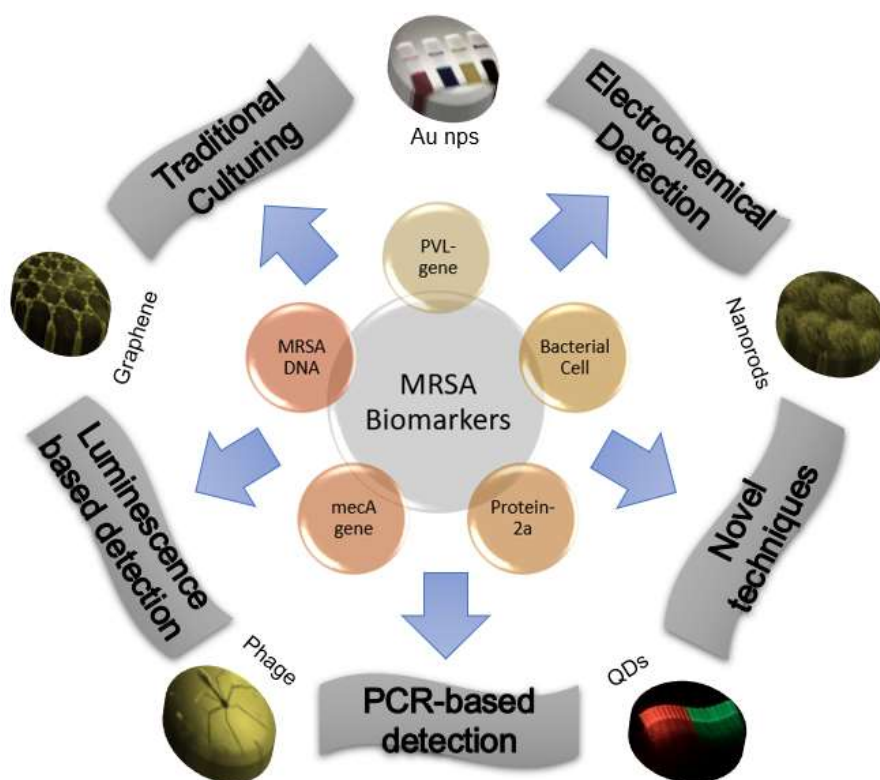 Au nps
Traditional
Culturing
Electrochemical
Detection
PVL-
gene
MRSA
DNA
Bacterial
Cell
MRSA
Biomarkers
mecA
gene
Protein-
2a
Graphene
Nanorods
Luminescence
based detection
Novel
techniques
Phage
QDs
PCR-based
detection